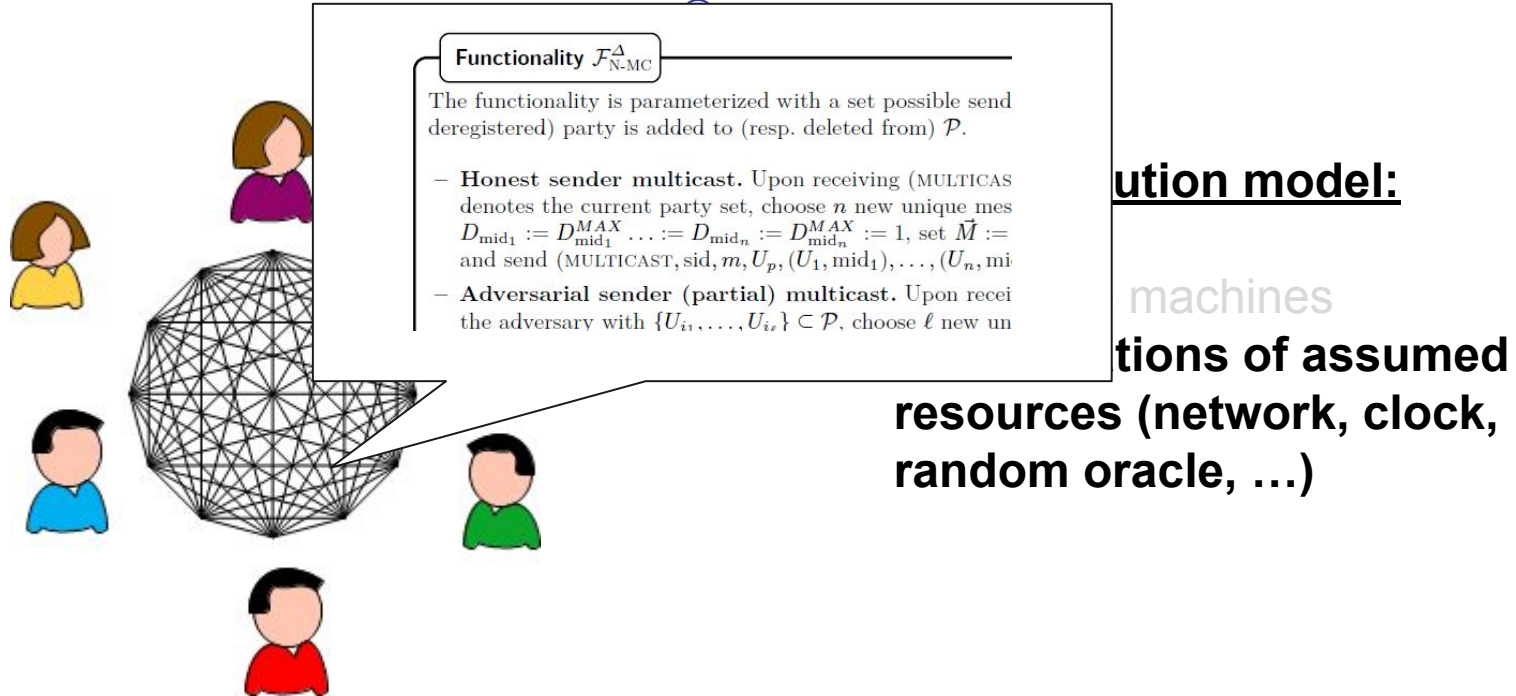 Functionality $\mathcal{F}^{\Delta}_{\text{N-MC}}$
The functionality is parameterized with a set possible send
deregistered) party is added to (resp. deleted from) $\mathcal{P}$.
– Honest sender multicast. Upon receiving (MULTICAS
denotes the current party set, choose $n$ new unique mes
$D_{\text{mid}_1} := D^{MAX}_{\text{mid}_1} \ldots := D_{\text{mid}_n} := D^{MAX}_{\text{mid}_n} := 1$, set $\vec{M} :=$
and send (MULTICAST, sid, $m, U_p, (U_1, \text{mid}_1), \ldots, (U_n, \text{mi}$
– Adversarial sender (partial) multicast. Upon recei
the adversary with $\{U_{i_1}, \ldots, U_{i_\ell}\} \subset \mathcal{P}$, choose $\ell$ new un
ution model:
machines
tions of assumed
resources (network, clock,
random oracle, …)